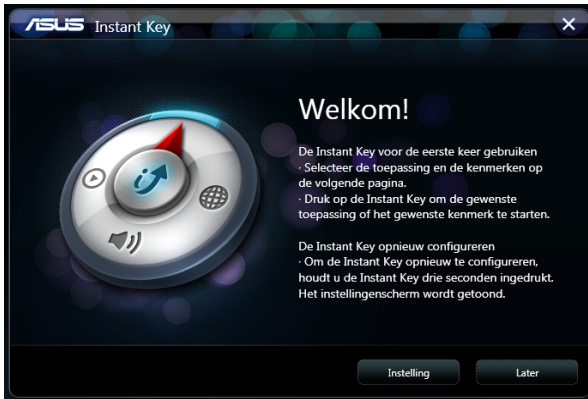 ASUS Instant Key
Welkom!
De Instant Key voor de eerste keer gebruiken
· Selecteer de toepassing en de kenmerken op
de volgende pagina.
· Druk op de Instant Key om de gewenste
toepassing of het gewenste kenmerk te starten.
De Instant Key opnieuw configureren
· Om de Instant Key opnieuw te configureren,
houdt u de Instant Key drie seconden ingedrukt.
Het instellingenscherm wordt getoond.
Instelling
Later